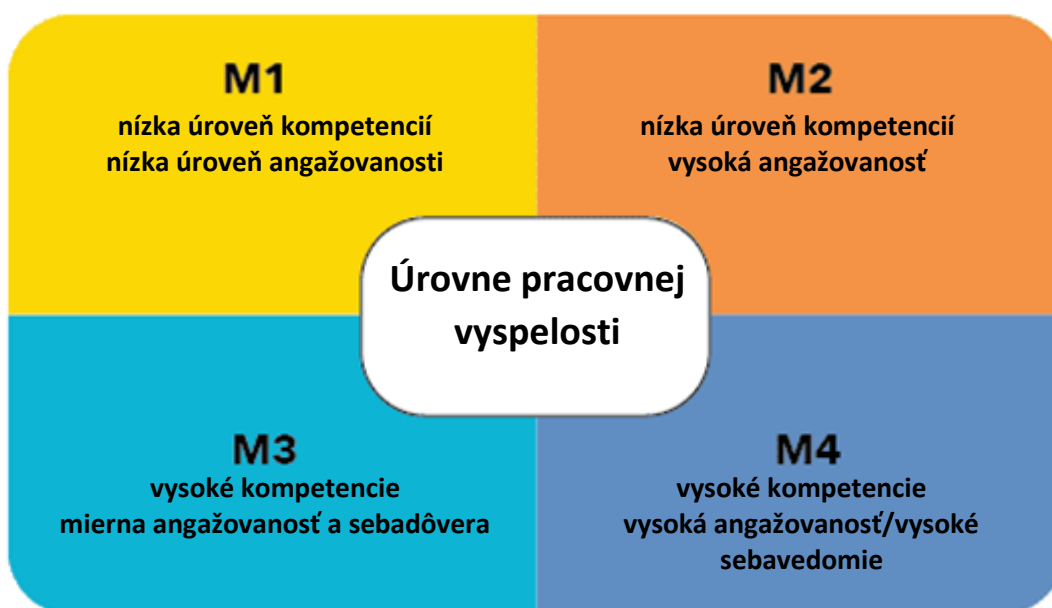 M1
nízka úroveň kompetencií
nízka úroveň angažovanosti
M2
nízka úroveň kompetencií
vysoká angažovanosť
Úrovne pracovnej
vyspelosti
M3
vysoké kompetencie
mierna angažovanosť a sebadôvera
M4
vysoké kompetencie
vysoká angažovanosť/vysoké
sebavedomie